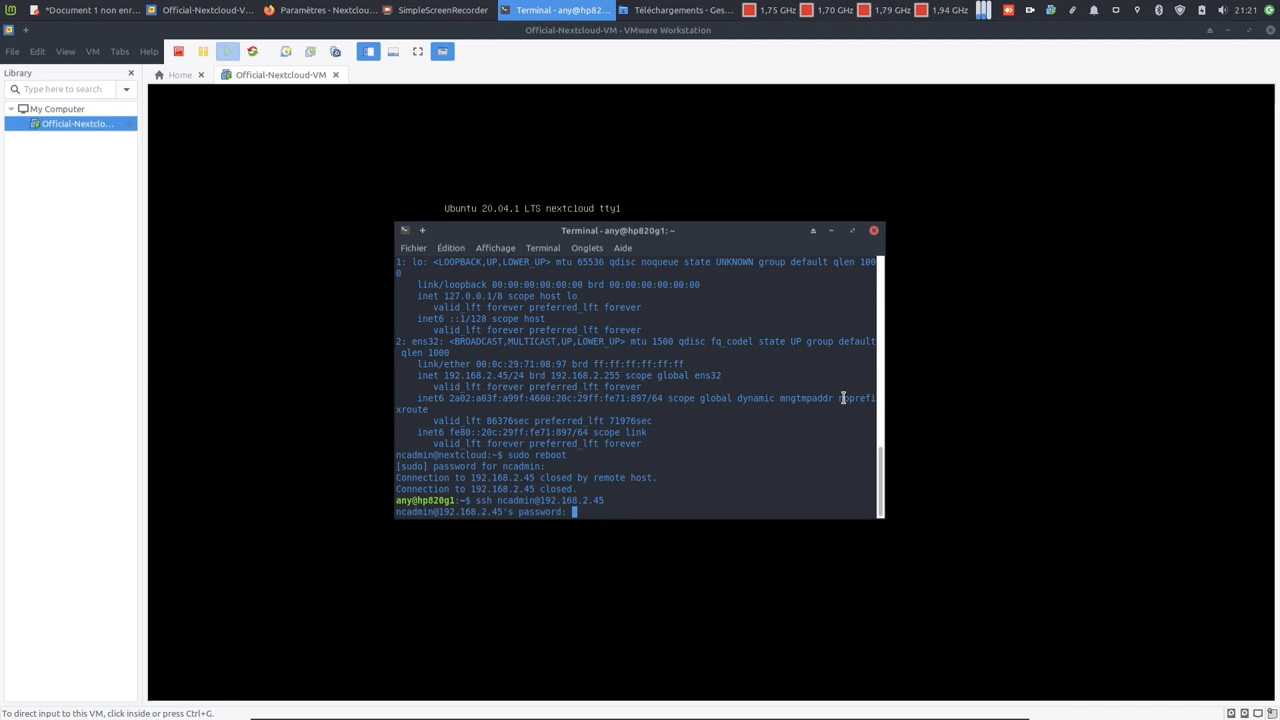 *Document 1 non enr...
Official-Nextcloud-V...
Paramètres - Nextclou...
SimpleScreenRecorder
Terminal - any@hp82...
Téléchargements - Ges...
1,75 GHz
1,70 GHz
1,79 GHz
1,94 GHz
21:21
Official-Nextcloud-VM - VMware Workstation
File Edit View VM Tabs Help
Library
Home
Official-Nextcloud-VM
Type here to search
My Computer
Official-Nextclo...
Ubuntu 20.04.1 LTS nextcloud tty1
Terminal - any@hp820g1: ~
Fichier Édition Affichage Terminal Onglets Aide
1: lo: <LOOPBACK,UP,LOWER_UP> mtu 65536 qdisc noqueue state UNKNOWN group default qlen 100
0
link/loopback 00:00:00:00:00:00 brd 00:00:00:00:00:00
inet 127.0.0.1/8 scope host lo
valid_lft forever preferred_lft forever
inet6 ::1/128 scope host
valid_lft forever preferred_lft forever
2: ens32: <BROADCAST,MULTICAST,UP,LOWER_UP> mtu 1500 qdisc fq_codel state UP group default
qlen 1000
link/ether 00:0c:29:71:08:97 brd ff:ff:ff:ff:ff:ff
inet 192.168.2.45/24 brd 192.168.2.255 scope global ens32
valid_lft forever preferred_lft forever
inet6 2a02:a03f:a99f:4600:20c:29ff:fe71:897/64 scope global dynamic mngtmpaddr noprefi
xroute
valid_lft 86376sec preferred_lft 71976sec
inet6 fe80::20c:29ff:fe71:897/64 scope link
valid_lft forever preferred_lft forever
ncadmin@nextcloud:~$ sudo reboot
[sudo] password for ncadmin:
Connection to 192.168.2.45 closed by remote host.
Connection to 192.168.2.45 closed.
any@hp820g1:~$ ssh ncadmin@192.168.2.45
ncadmin@192.168.2.45's password:
To direct input to this VM, click inside or press Ctrl+G.